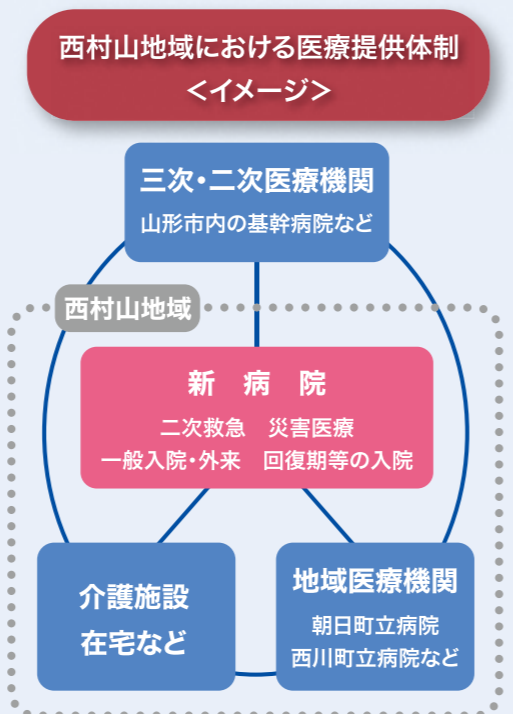 西村山地域における医療提供体制
＜イメージ＞
三次・二次医療機関
山形市内の基幹病院など
西村山地域
新　病　院
二次救急　災害医療
一般入院・外来　回復期等の入院
介護施設
在宅など
地域医療機関
朝日町立病院
西川町立病院など